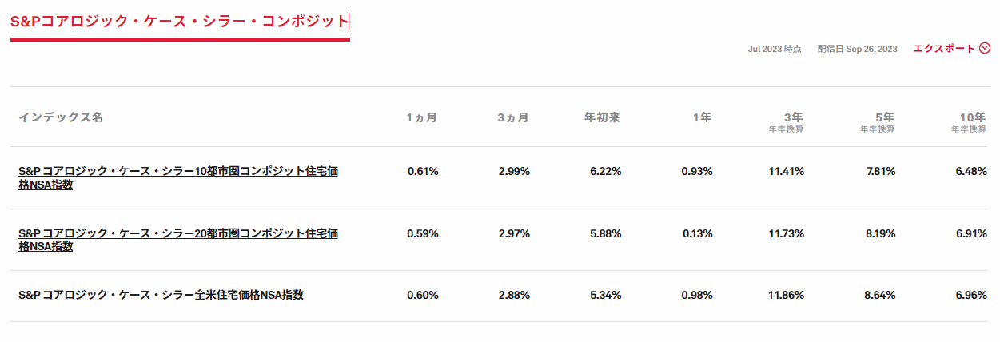 S&Pコアロジック・ケース・シラー・コンポジット
Jul 2023 時点 配信日 Sep 26, 2023 エクスポート
インデックス名 1ヵ月 3ヵ月 年初来 1年 3年 5年 10年
年率換算 年率換算 年率換算
S&P コアロジック・ケース・シラー10都市圏コンポジット住宅価 0.61% 2.99% 6.22% 0.93% 11.41% 7.81% 6.48%
格NSA指数
S&P コアロジック・ケース・シラー20都市圏コンポジット住宅価 0.59% 2.97% 5.88% 0.13% 11.73% 8.19% 6.91%
格NSA指数
S&P コアロジック・ケース・シラー全米住宅価格NSA指数 0.60% 2.88% 5.34% 0.98% 11.86% 8.64% 6.96%